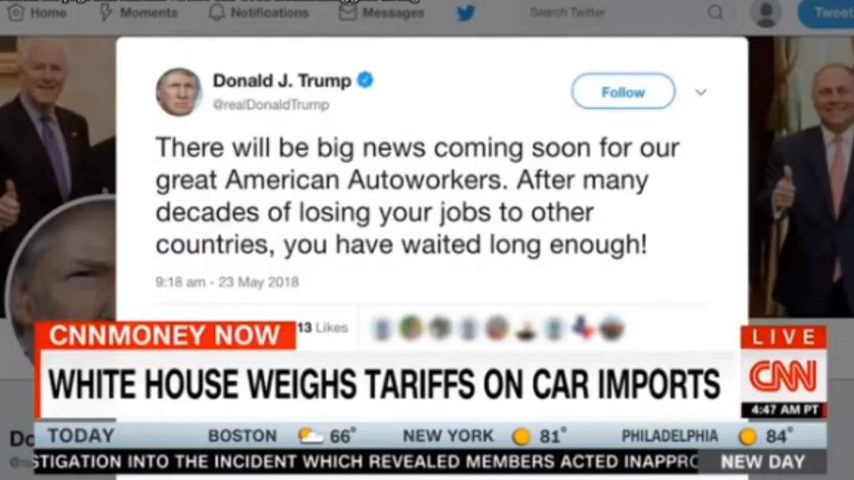 Home Moments Notifications Messages Search Twitter Tweet
Donald J. Trump
@realDonaldTrump
Follow
There will be big news coming soon for our
great American Autoworkers. After many
decades of losing your jobs to other
countries, you have waited long enough!
9:18 am - 23 May 2018
13 Likes
CNNMONEY NOW
LIVE
WHITE HOUSE WEIGHS TARIFFS ON CAR IMPORTS
CNN
4:47 AM PT
TODAY BOSTON 66° NEW YORK 81° PHILADELPHIA 84°
STIGATION INTO THE INCIDENT WHICH REVEALED MEMBERS ACTED INAPPRO
NEW DAY